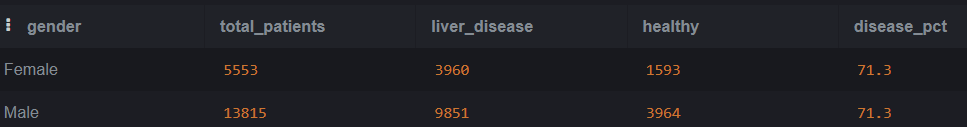 gender total_patients liver_disease healthy disease_pct
Female 5553 3960 1593 71.3
Male 13815 9851 3964 71.3